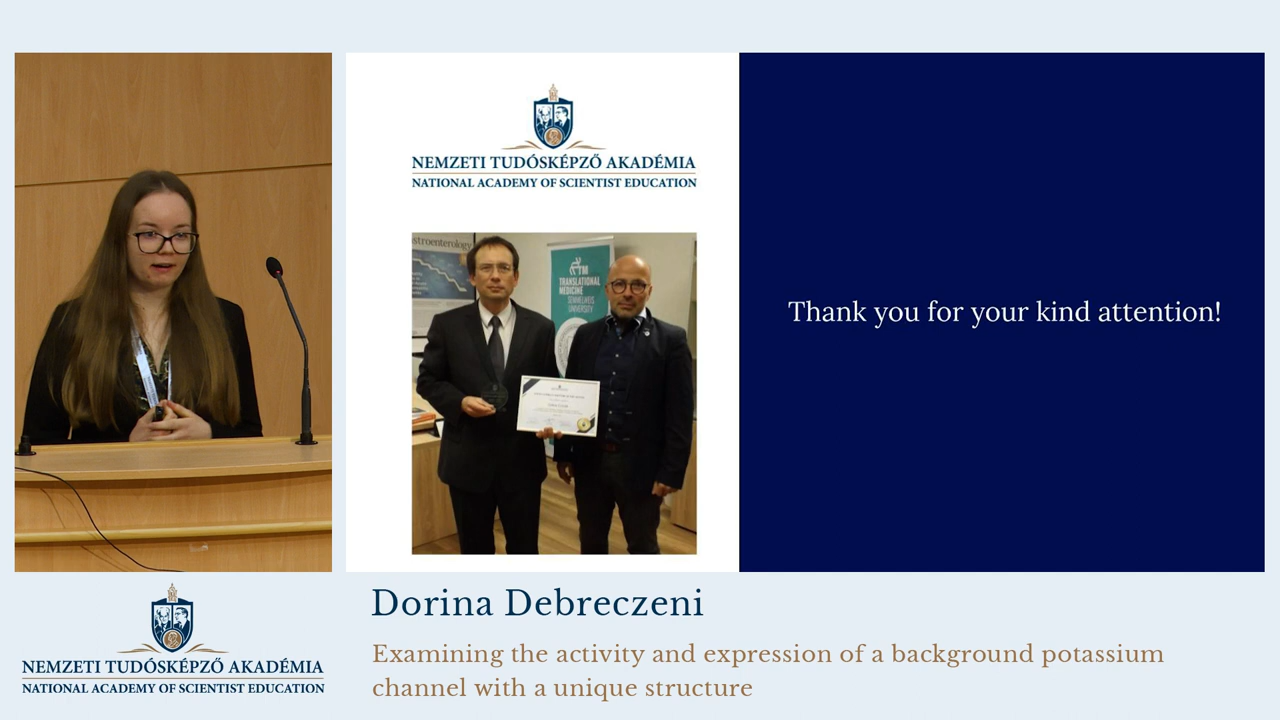 NEMZETI TUDÓSKÉPZŐ AKADÉMIA
NATIONAL ACADEMY OF SCIENTIST EDUCATION
troenterology
TM
TRANSLATIONAL
MEDICINE
SEMMELWEIS
UNIVERSITY
Thank you for your kind attention!
NEMZETI TUDÓSKÉPZŐ AKADÉMIA
NATIONAL ACADEMY OF SCIENTIST EDUCATION
Dorina Debreczeni
Examining the activity and expression of a background potassium
channel with a unique structure